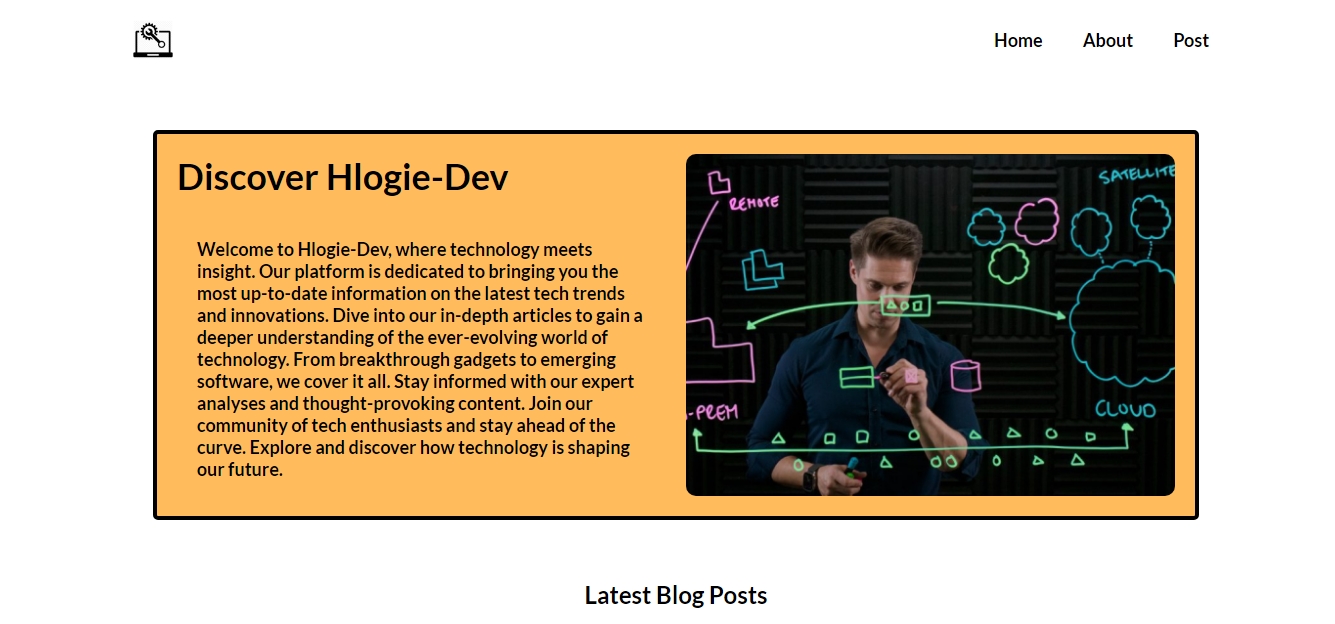 Home About Post
Discover Hlogie-Dev
Welcome to Hlogie-Dev, where technology meets
insight. Our platform is dedicated to bringing you the
most up-to-date information on the latest tech trends
and innovations. Dive into our in-depth articles to gain a
deeper understanding of the ever-evolving world of
technology. From breakthrough gadgets to emerging
software, we cover it all. Stay informed with our expert
analyses and thought-provoking content. Join our
community of tech enthusiasts and stay ahead of the
curve. Explore and discover how technology is shaping
our future.
SATELLITE
REMOTE
-PREM
CLOUD
Latest Blog Posts